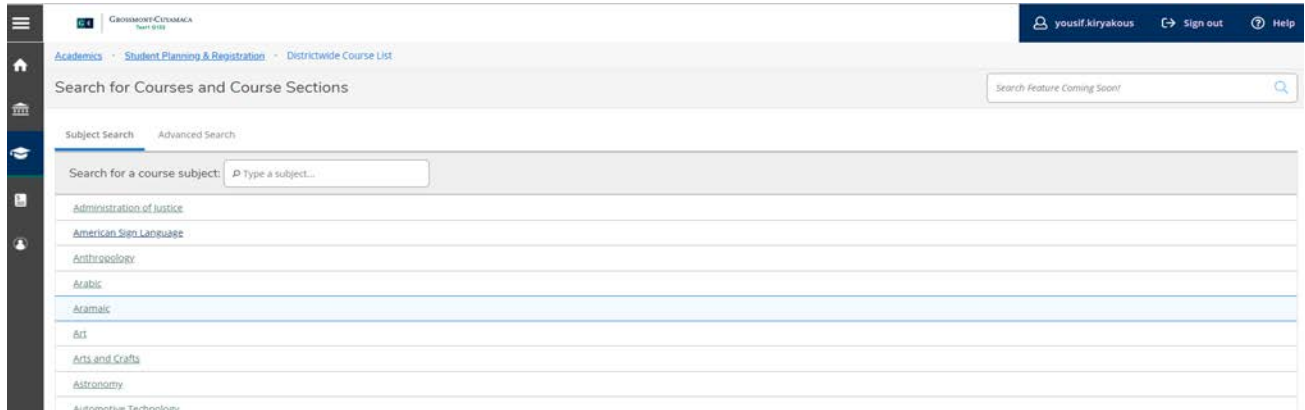 GROSSMONT-CUYAMACA
yousif.kiryakous Sign out Help
Academics Student Planning & Registration Districtwide Course List
Search for Courses and Course Sections
Search Feature Coming Soon!
Subject Search Advanced Search
Search for a course subject: Type a subject...
Administration of Justice
American Sign Language
Anthropology
Arabic
Aramaic
Art
Arts and Crafts
Astronomy
Automotive Technology